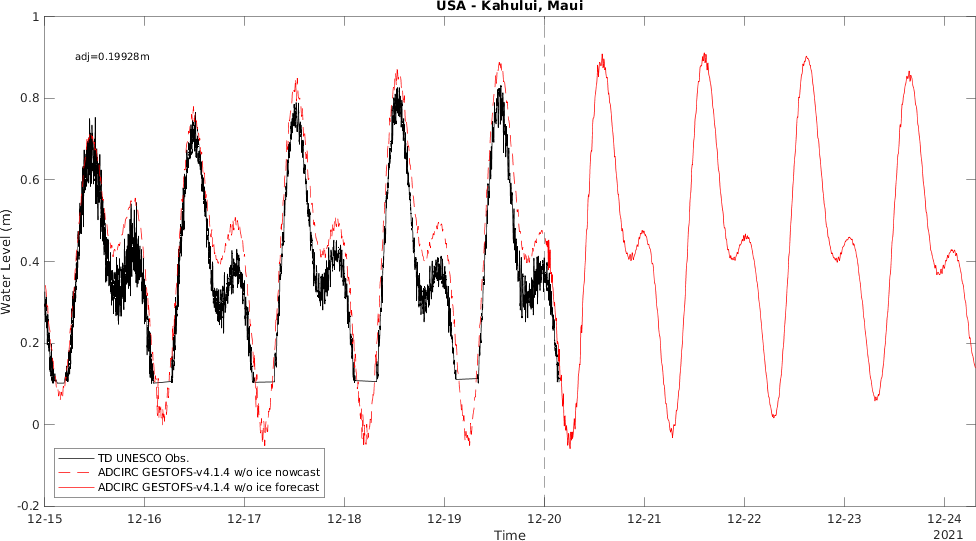 USA - Kahului, Maui
adj=0.19928m
Water Level (m)
1
0.8
0.6
0.4
0.2
0
-0.2
TD UNESCO Obs.
ADCIRC GESTOFS-v4.1.4 w/o ice nowcast
ADCIRC GESTOFS-v4.1.4 w/o ice forecast
12-15 12-16 12-17 12-18 12-19 12-20 12-21 12-22 12-23 12-24
2021
Time